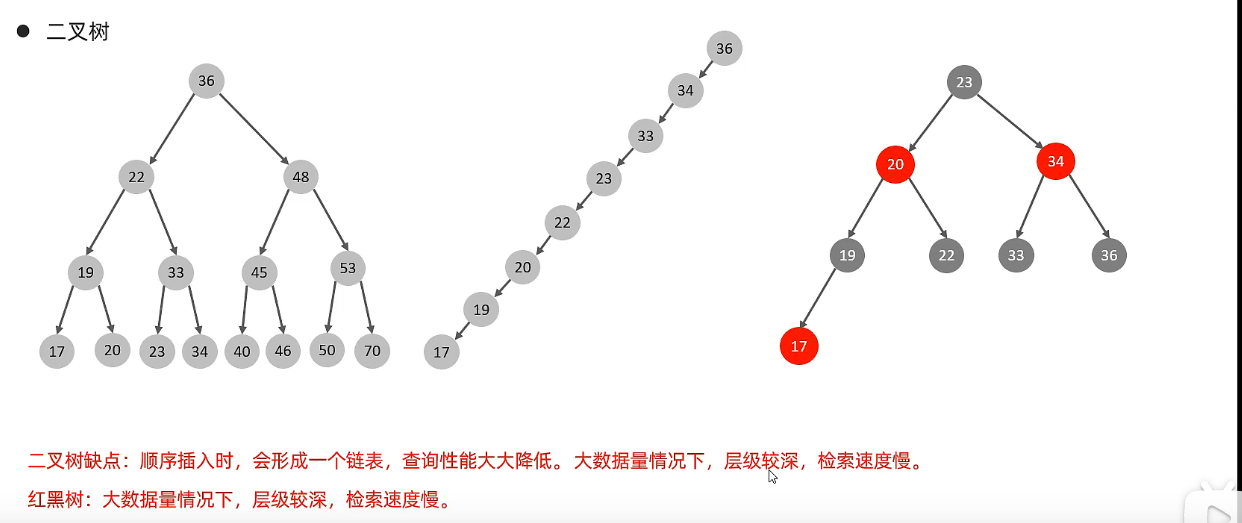 ● 二叉树
36
22 48
19 33 45 53
17 20 23 34 40 46 50 70
36
34
33
23
22
20
19
17
23
20 34
19 22 33 36
17
二叉树缺点：顺序插入时，会形成一个链表，查询性能大大降低。大数据量情况下，层级较深，检索速度慢。
红黑树：大数据量情况下，层级较深，检索速度慢。